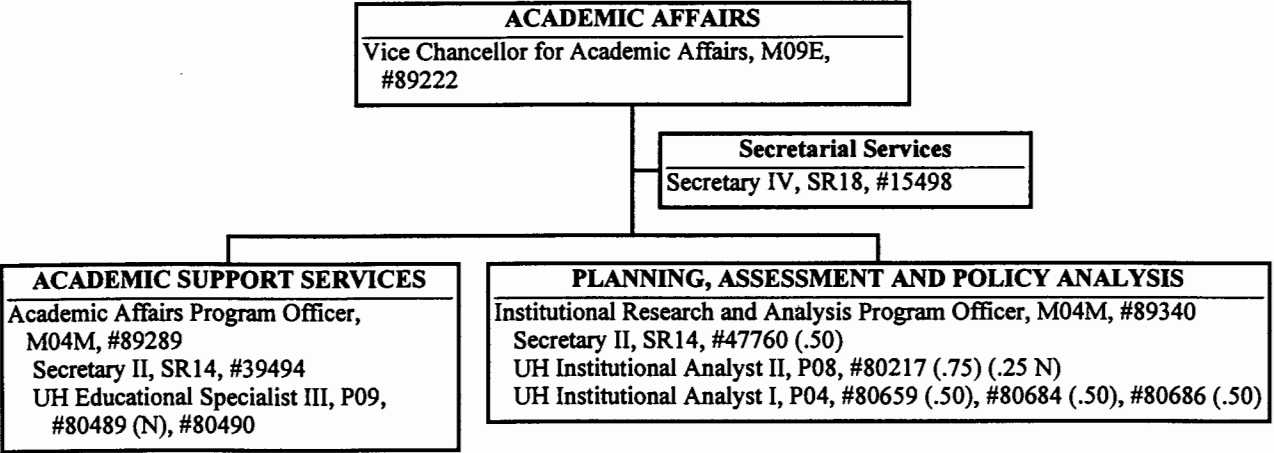 ACADEMIC AFFAIRS
Vice Chancellor for Academic Affairs, M09E,
#89222
Secretarial Services
Secretary IV, SR18, #15498
ACADEMIC SUPPORT SERVICES
Academic Affairs Program Officer,
M04M, #89289
Secretary II, SR14, #39494
UH Educational Specialist III, P09,
#80489 (N), #80490
PLANNING, ASSESSMENT AND POLICY ANALYSIS
Institutional Research and Analysis Program Officer, M04M, #89340
Secretary II, SR14, #47760 (.50)
UH Institutional Analyst II, P08, #80217 (.75) (.25 N)
UH Institutional Analyst I, P04, #80659 (.50), #80684 (.50), #80686 (.50)